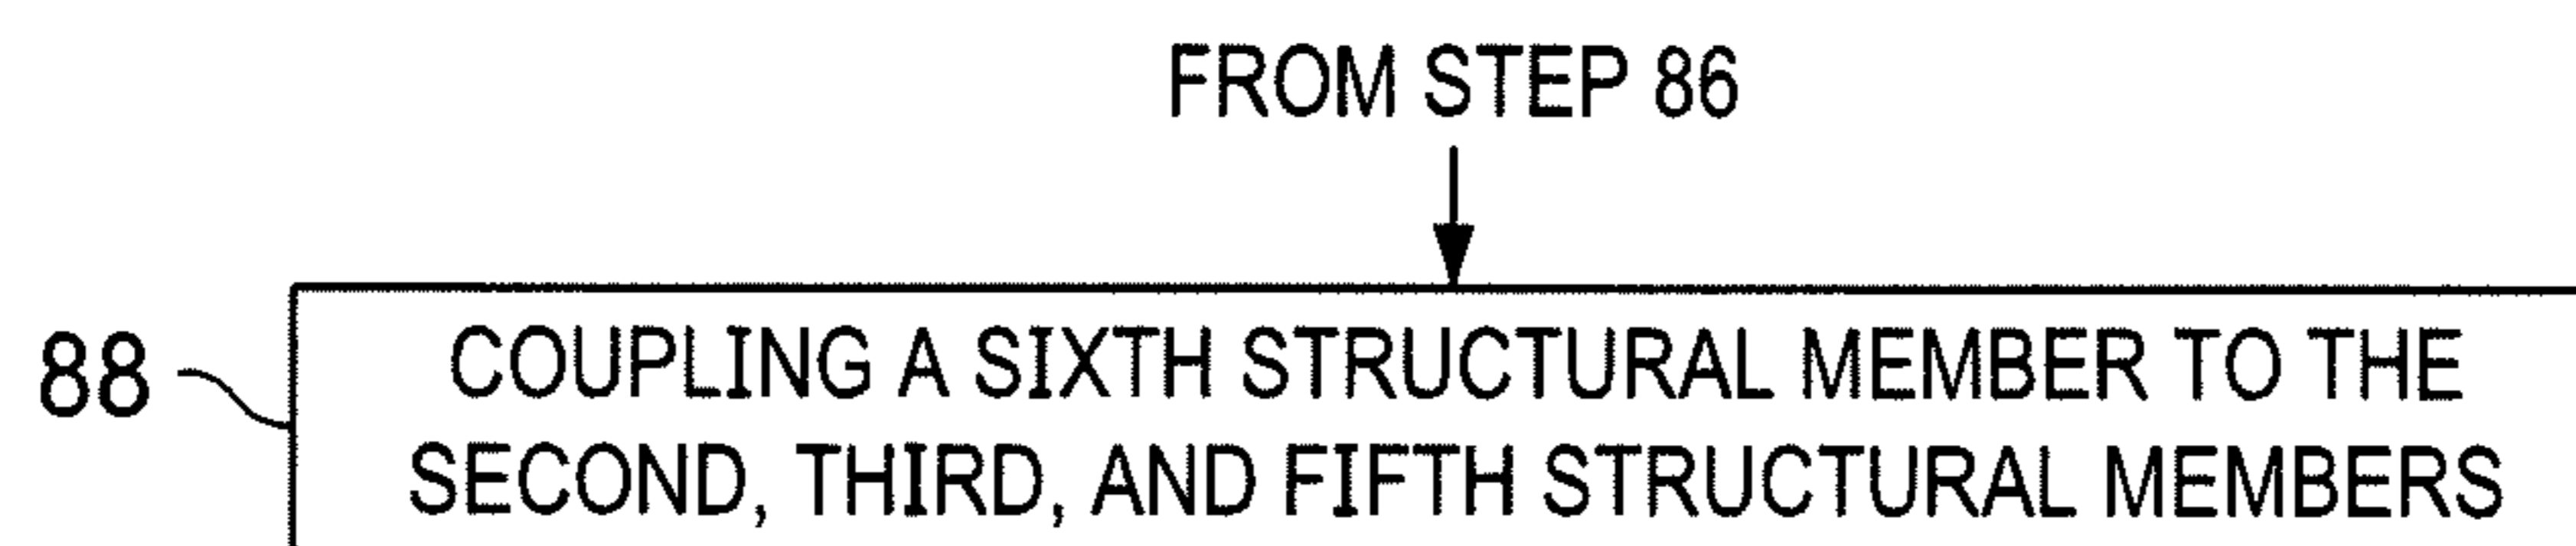 FROM STEP 86
88
COUPLING A SIXTH STRUCTURAL MEMBER TO THE
SECOND, THIRD, AND FIFTH STRUCTURAL MEMBERS